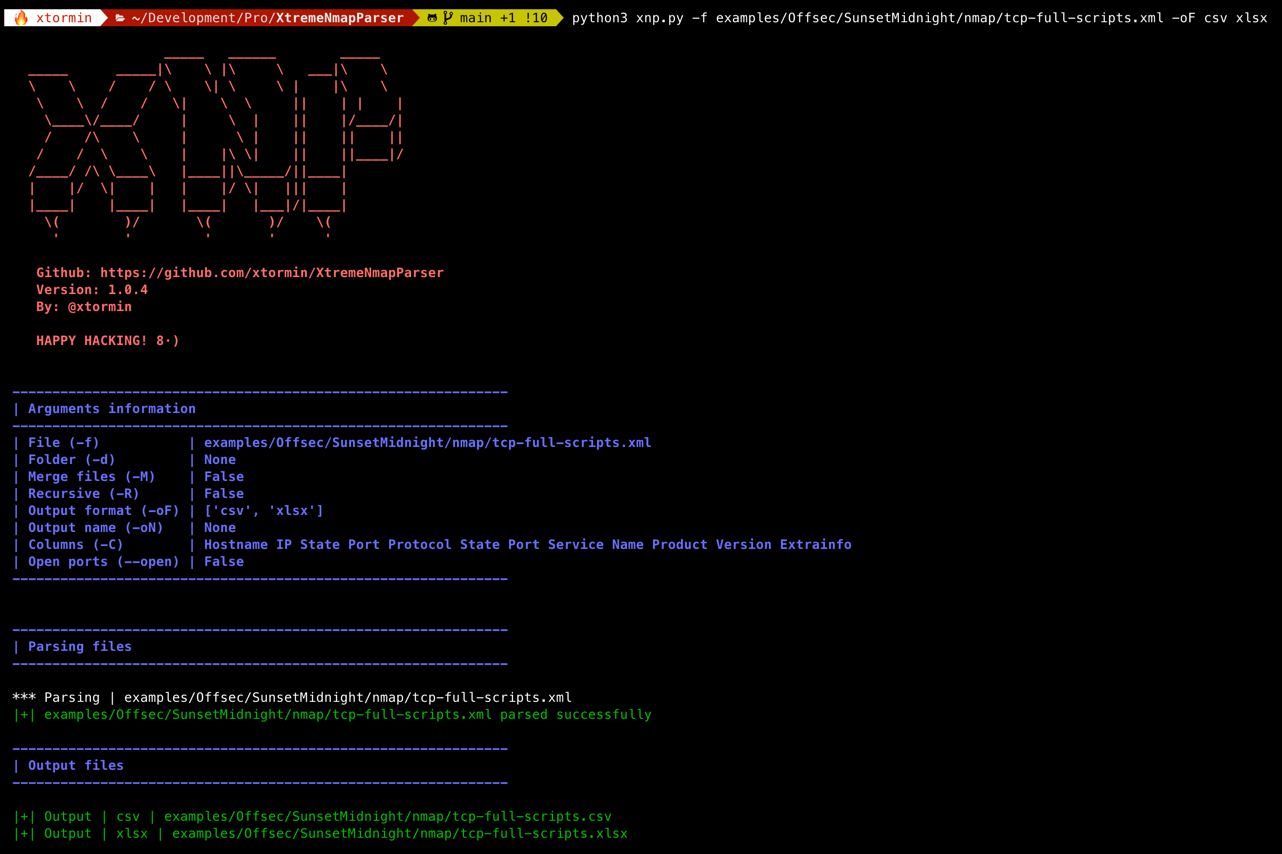 xtormin ~/Development/Pro/XtremeNmapParser main +1 !10 python3 xnp.py -f examples/Offsec/SunsetMidnight/nmap/tcp-full-scripts.xml -oF csv xlsx
XNP
Github: https://github.com/xtormin/XtremeNmapParser
Version: 1.0.4
By: @xtormin
HAPPY HACKING! 8·)
| Arguments information
| File (-f) | examples/Offsec/SunsetMidnight/nmap/tcp-full-scripts.xml
| Folder (-d) | None
| Merge files (-M) | False
| Recursive (-R) | False
| Output format (-oF) | ['csv', 'xlsx']
| Output name (-oN) | None
| Columns (-C) | Hostname IP State Port Protocol State Port Service Name Product Version Extrainfo
| Open ports (--open) | False
| Parsing files
*** Parsing | examples/Offsec/SunsetMidnight/nmap/tcp-full-scripts.xml
|+| examples/Offsec/SunsetMidnight/nmap/tcp-full-scripts.xml parsed successfully
| Output files
|+| Output | csv | examples/Offsec/SunsetMidnight/nmap/tcp-full-scripts.csv
|+| Output | xlsx | examples/Offsec/SunsetMidnight/nmap/tcp-full-scripts.xlsx